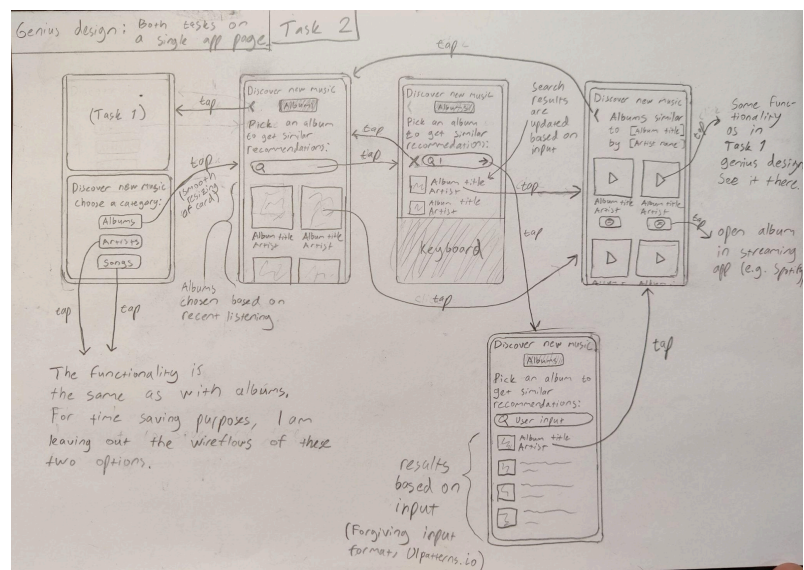 Genius design: Both tasks on
a single app page.
Task 2
(Task 1)
Discover new music
choose a category:
Albums
Artists
Songs
tap
tap
tap
tap
(smooth
resizing
of card)
Discover new music
Albums
Pick an album
to get similar
recommendations:
Album title
Artist
Album title
Artist
Albums
chosen based on
recent listening.
tap
tap
Discover new music
Albums
Pick an album
to get similar
recommendations:
Album title
Artist
Album title
Artist
keyboard
search
results
are
updated
based on
input
tap
tap
tap
Discover new music
Albums similar
to [album title]
by [Artist name]
Album title
Artist
Album title
Artist
tap
Some func-
tionality
as in
Task 1
genius design.
See it there.
tap
open album
in streaming
app (e.g. Spotify)
The functionality is
the same as with albums.
For time saving purposes, I am
leaving out the wireflows of these
two options.
Discover new music
Albums
Pick an album to
get similar
recommendations:
User input
Album title
Artist
tap
results
based on
input
(Forgiving input
formats UIpatterns.io)